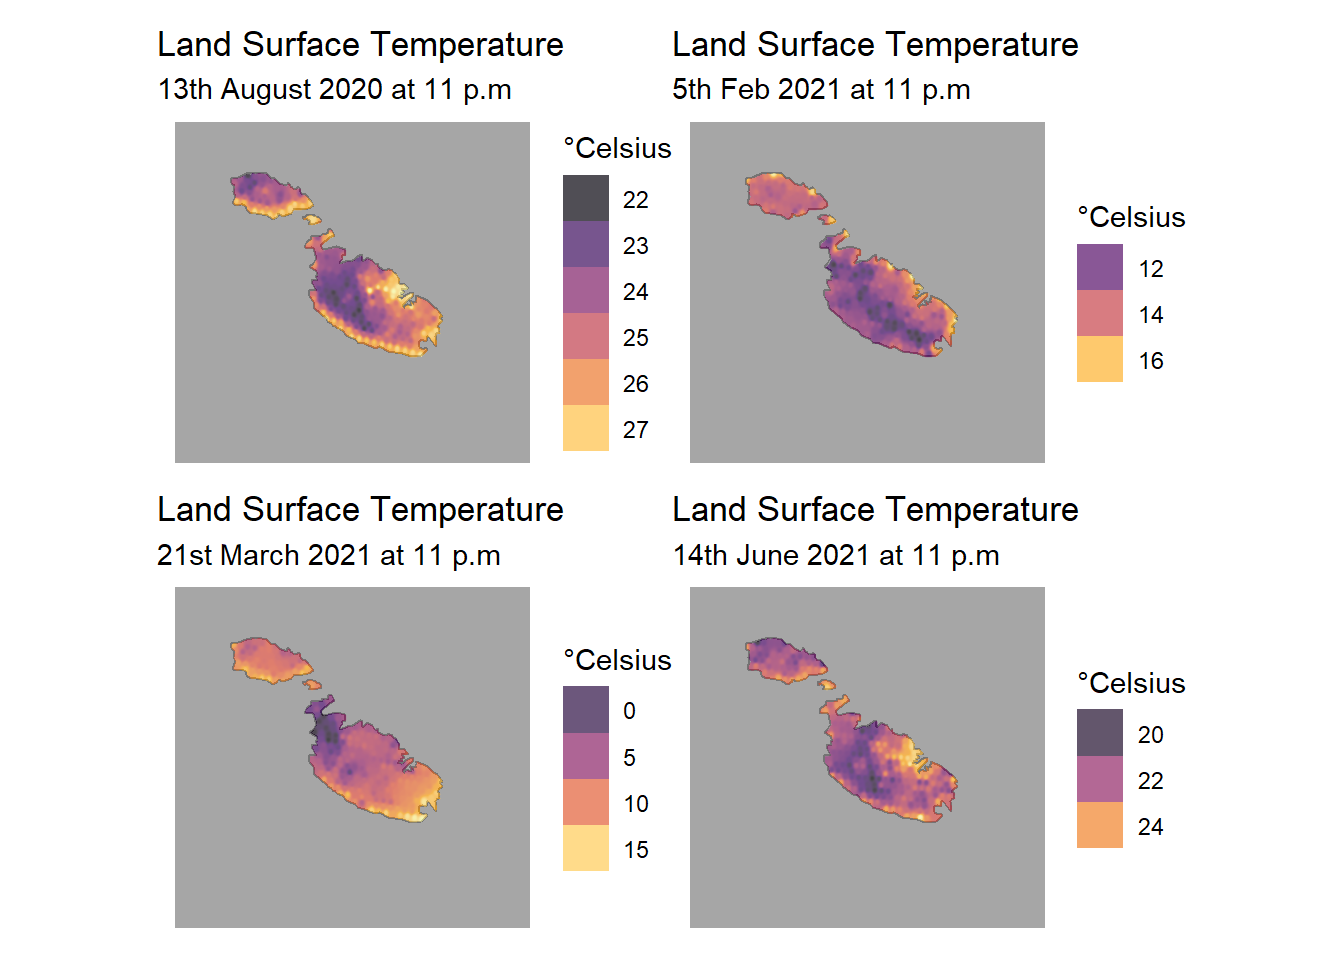 Land Surface Temperature
13th August 2020 at 11 p.m
°Celsius
22
23
24
25
26
27
Land Surface Temperature
5th Feb 2021 at 11 p.m
°Celsius
12
14
16
Land Surface Temperature
21st March 2021 at 11 p.m
°Celsius
0
5
10
15
Land Surface Temperature
14th June 2021 at 11 p.m
°Celsius
20
22
24